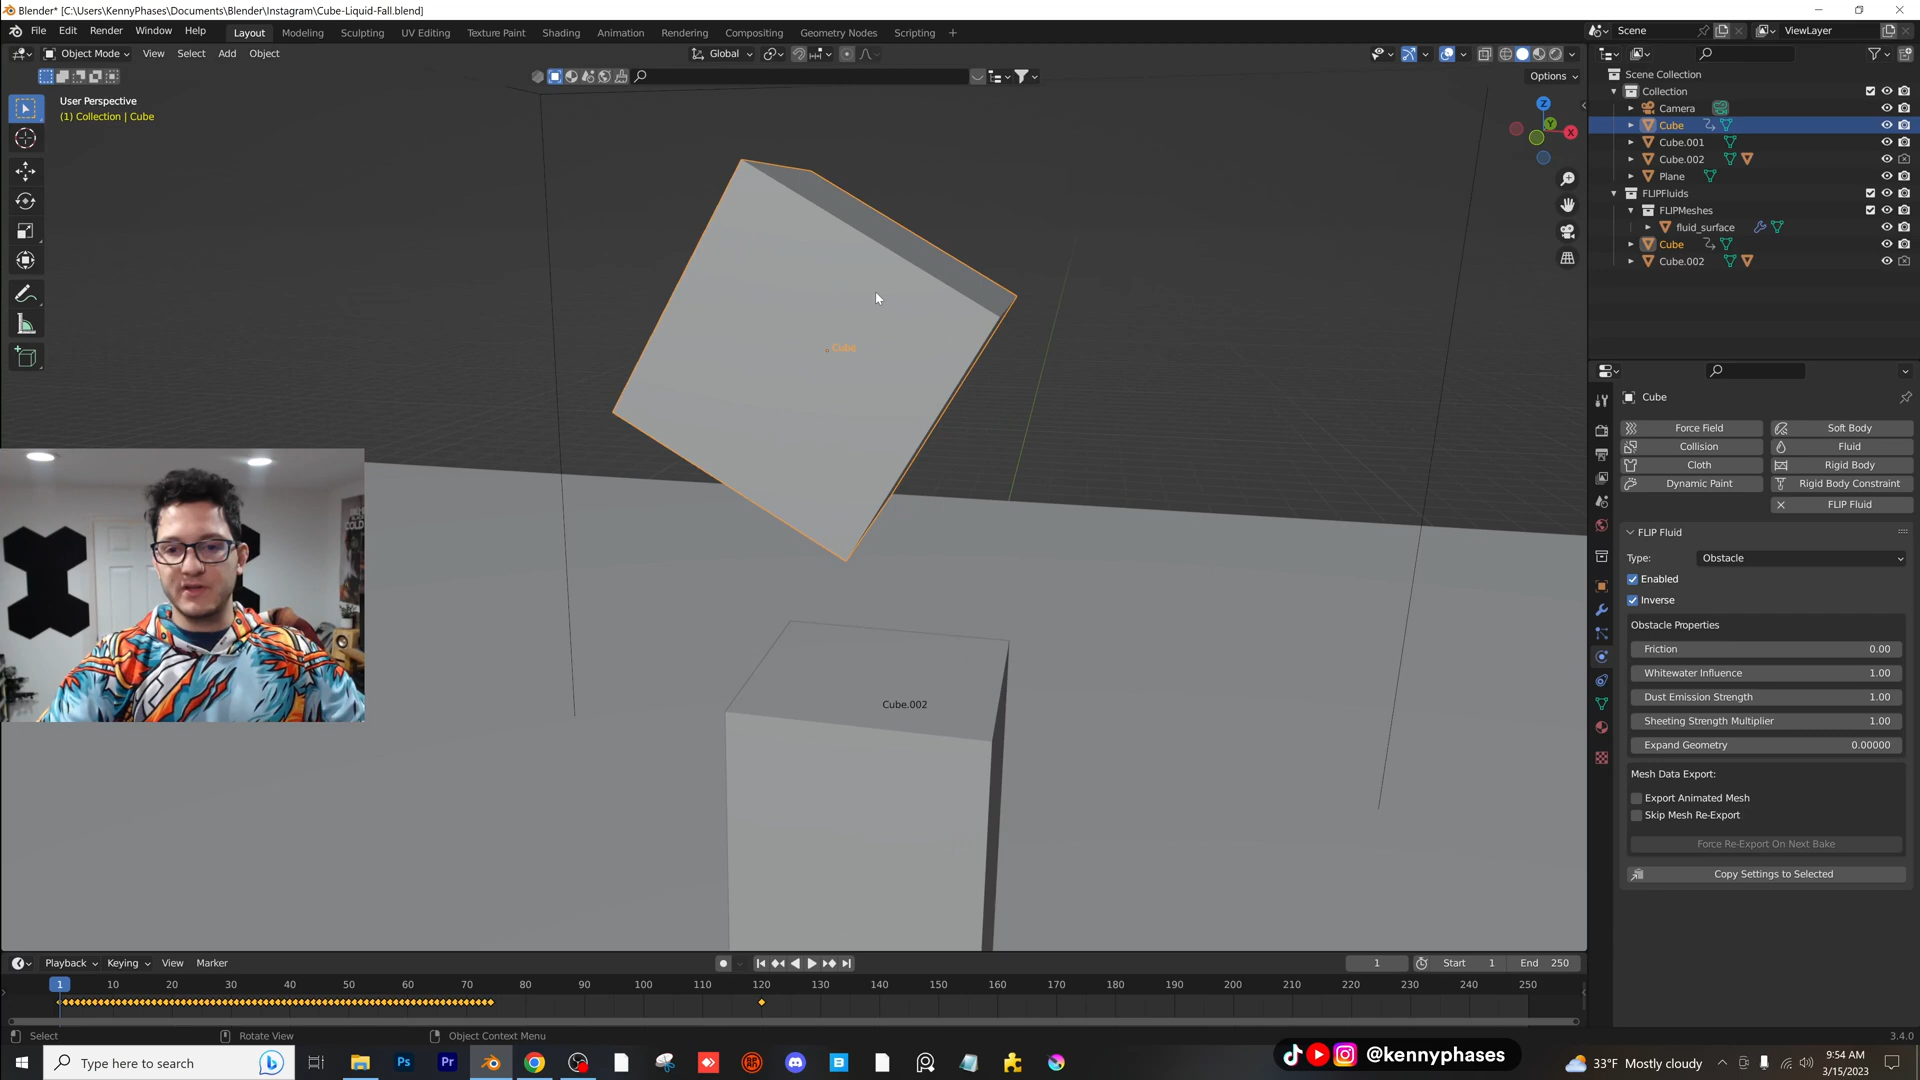 Blender* [C:\Users\KennyPhases\Documents\Blender\Instagram\Cube-Liquid-Fall.blend]
File Edit Render Window Help
Layout Modeling Sculpting UV Editing Texture Paint Shading Animation Rendering Compositing Geometry Nodes Scripting +
Scene
ViewLayer
Object Mode View Select Add Object
Global
Options
User Perspective
(1) Collection | Cube
Z
Y
X
Cube
Cube.002
Scene Collection
Collection
Camera
Cube
Cube.001
Cube.002
Plane
FLIPFluids
FLIPMeshes
fluid_surface
Cube
Cube.002
Cube
Force Field Soft Body
Collision Fluid
Cloth Rigid Body
Dynamic Paint Rigid Body Constraint
FLIP Fluid
FLIP Fluid
Type: Obstacle
Enabled
Inverse
Obstacle Properties
Friction 0.00
Whitewater Influence 1.00
Dust Emission Strength 1.00
Sheeting Strength Multiplier 1.00
Expand Geometry 0.00000
Mesh Data Export:
Export Animated Mesh
Skip Mesh Re-Export
Force Re-Export On Next Bake
Copy Settings to Selected
Playback Keying View Marker
1 Start 1 End 250
1 10 20 30 40 50 60 70 80 90 100 110 120 130 140 150 160 170 180 190 200 210 220 230 240 250
Select Rotate View Object Context Menu
3.4.0
Type here to search
Ps
Pr
@kennyphases
33°F Mostly cloudy
9:54 AM
3/15/2023